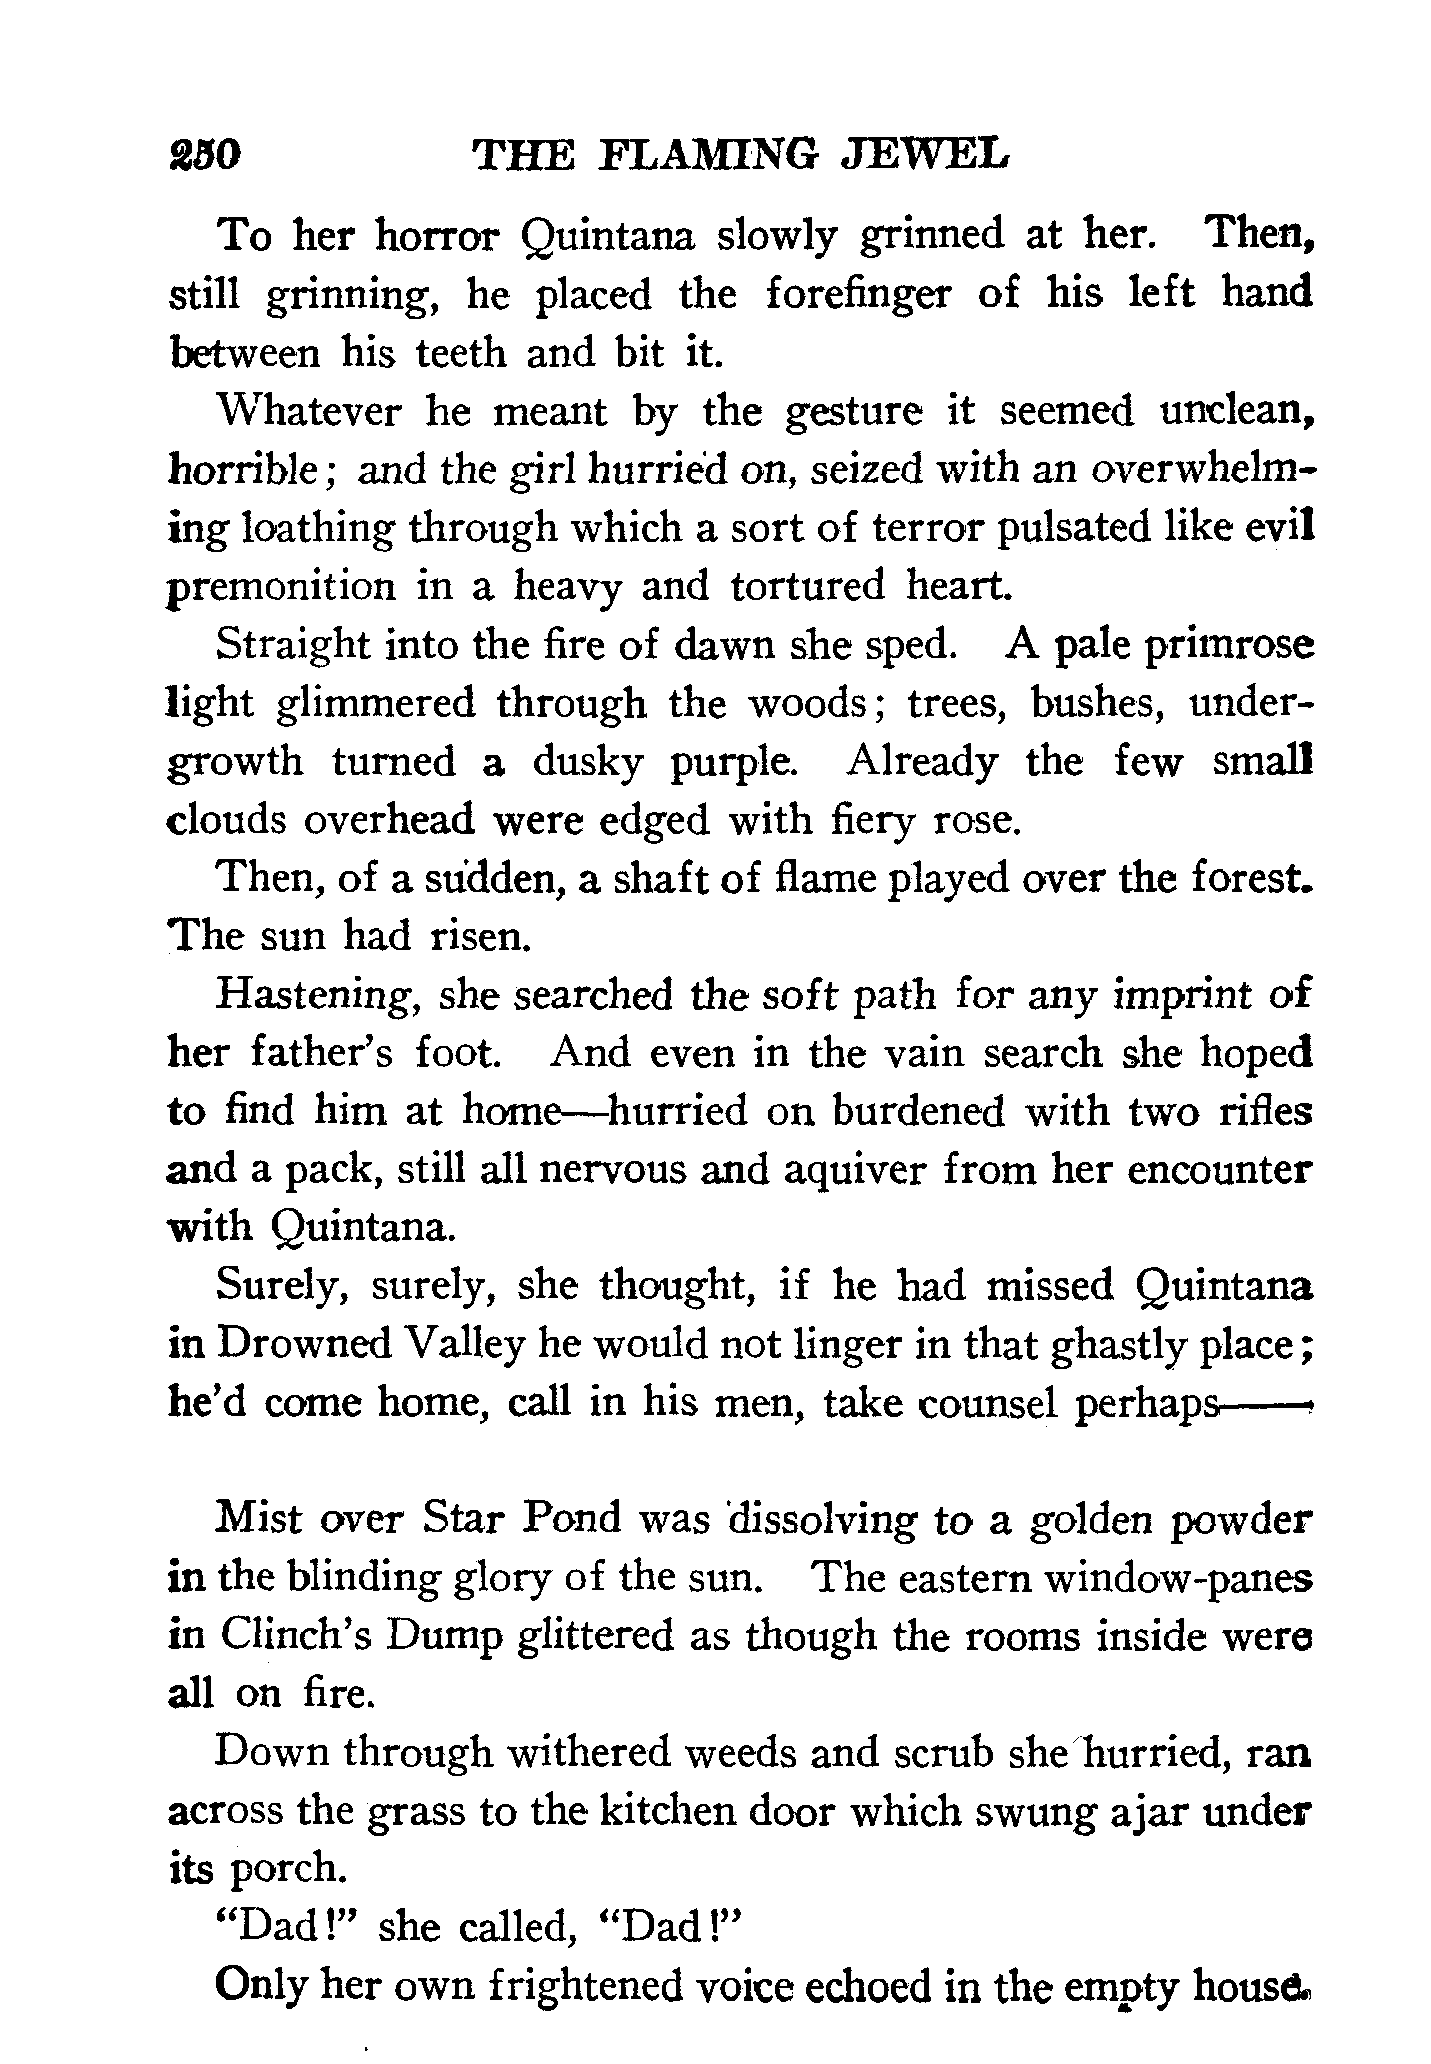 250 THE FLAMING JEWEL
To her horror Quintana slowly grinned at her. Then,
still grinning, he placed the forefinger of his left hand
between his teeth and bit it.
Whatever he meant by the gesture it seemed unclean,
horrible; and the girl hurried on, seized with an overwhelm-
ing loathing through which a sort of terror pulsated like evil
premonition in a heavy and tortured heart.
Straight into the fire of dawn she sped. A pale primrose
light glimmered through the woods; trees, bushes, under-
growth turned a dusky purple. Already the few small
clouds overhead were edged with fiery rose.
Then, of a sudden, a shaft of flame played over the forest.
The sun had risen.
Hastening, she searched the soft path for any imprint of
her father's foot. And even in the vain search she hoped
to find him at home—hurried on burdened with two rifles
and a pack, still all nervous and aquiver from her encounter
with Quintana.
Surely, surely, she thought, if he had missed Quintana
in Drowned Valley he would not linger in that ghastly place;
he'd come home, call in his men, take counsel perhaps——
Mist over Star Pond was dissolving to a golden powder
in the blinding glory of the sun. The eastern window-panes
in Clinch's Dump glittered as though the rooms inside were
all on fire.
Down through withered weeds and scrub she hurried, ran
across the grass to the kitchen door which swung ajar under
its porch.
"Dad!" she called, "Dad!"
Only her own frightened voice echoed in the empty house.